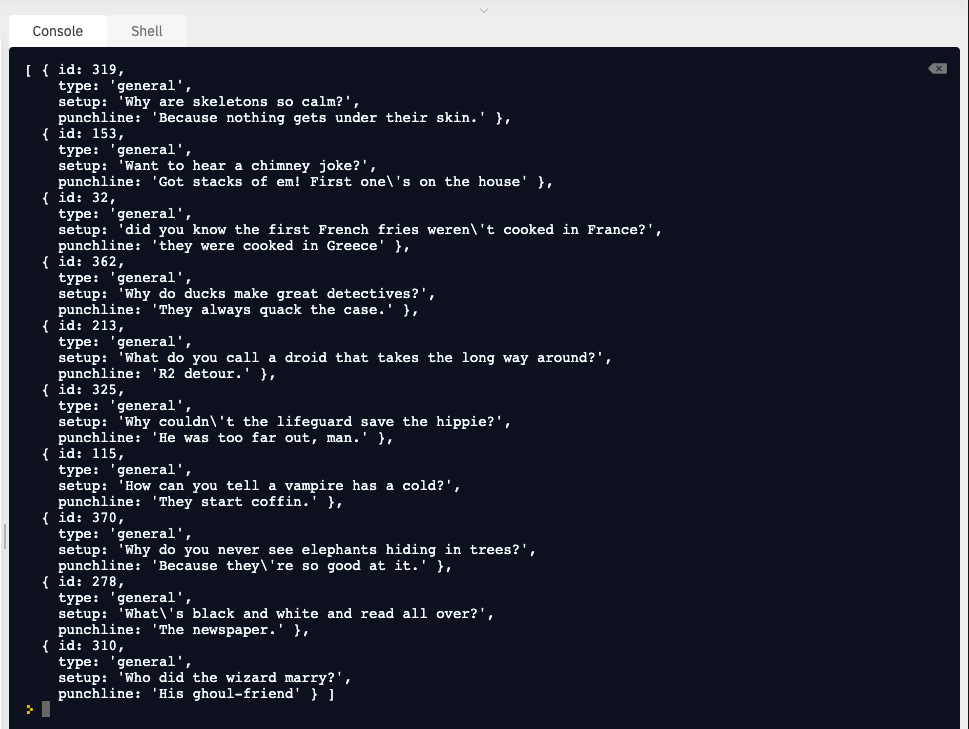 Console Shell
[ { id: 319,
type: 'general',
setup: 'Why are skeletons so calm?',
punchline: 'Because nothing gets under their skin.' },
{ id: 153,
type: 'general',
setup: 'Want to hear a chimney joke?',
punchline: 'Got stacks of em! First one\'s on the house' },
{ id: 32,
type: 'general',
setup: 'did you know the first French fries weren\'t cooked in France?',
punchline: 'they were cooked in Greece' },
{ id: 362,
type: 'general',
setup: 'Why do ducks make great detectives?',
punchline: 'They always quack the case.' },
{ id: 213,
type: 'general',
setup: 'What do you call a droid that takes the long way around?',
punchline: 'R2 detour.' },
{ id: 325,
type: 'general',
setup: 'Why couldn\'t the lifeguard save the hippie?',
punchline: 'He was too far out, man.' },
{ id: 115,
type: 'general',
setup: 'How can you tell a vampire has a cold?',
punchline: 'They start coffin.' },
{ id: 370,
type: 'general',
setup: 'Why do you never see elephants hiding in trees?',
punchline: 'Because they\'re so good at it.' },
{ id: 278,
type: 'general',
setup: 'What\'s black and white and read all over?',
punchline: 'The newspaper.' },
{ id: 310,
type: 'general',
setup: 'Who did the wizard marry?',
punchline: 'His ghoul-friend' } ]
>